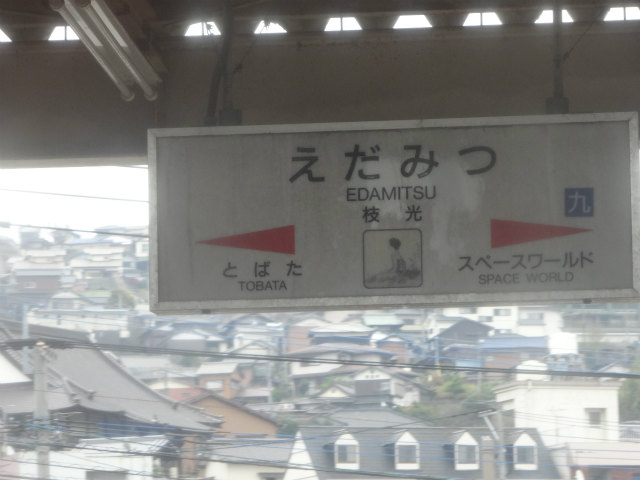 えだみつ
EDAMITSU
枝光
九
とばた
TOBATA
スペースワールド
SPACE WORLD